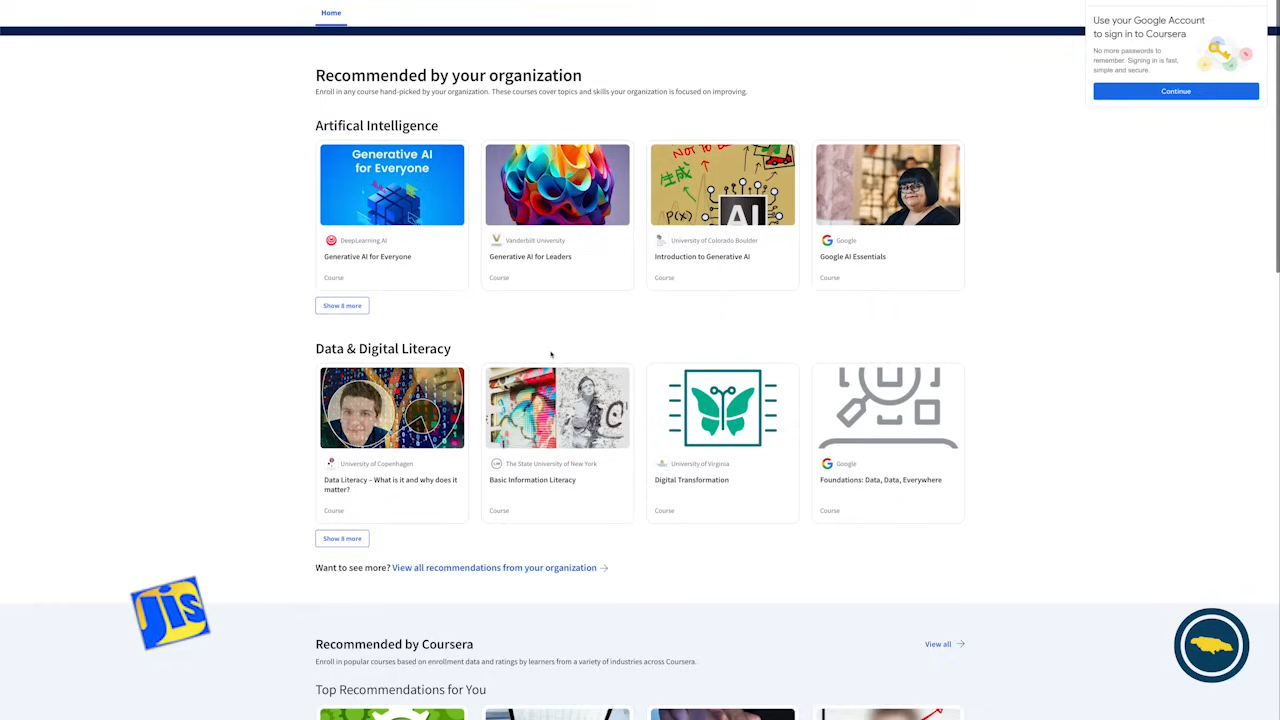 Home
Use your Google Account
to sign in to Coursera
No more passwords to
remember. Signing in is fast,
simple and secure.
Continue
Recommended by your organization
Enroll in any course hand-picked by your organization. These courses cover topics and skills your organization is focused on improving.
Artifical Intelligence
Generative AI
for Everyone
NOT to
生成
P(x)
AI
DeepLearning.AI
Generative AI for Everyone
Course
Vanderbilt University
Generative AI for Leaders
Course
University of Colorado Boulder
Introduction to Generative AI
Course
Google
Google AI Essentials
Course
Show 8 more
Data & Digital Literacy
University of Copenhagen
Data Literacy – What is it and why does it
matter?
Course
The State University of New York
Basic Information Literacy
Course
University of Virginia
Digital Transformation
Course
Google
Foundations: Data, Data, Everywhere
Course
Show 8 more
Want to see more? View all recommendations from your organization
jis
Recommended by Coursera
View all
Enroll in popular courses based on enrollment data and ratings by learners from a variety of industries across Coursera.
Top Recommendations for You